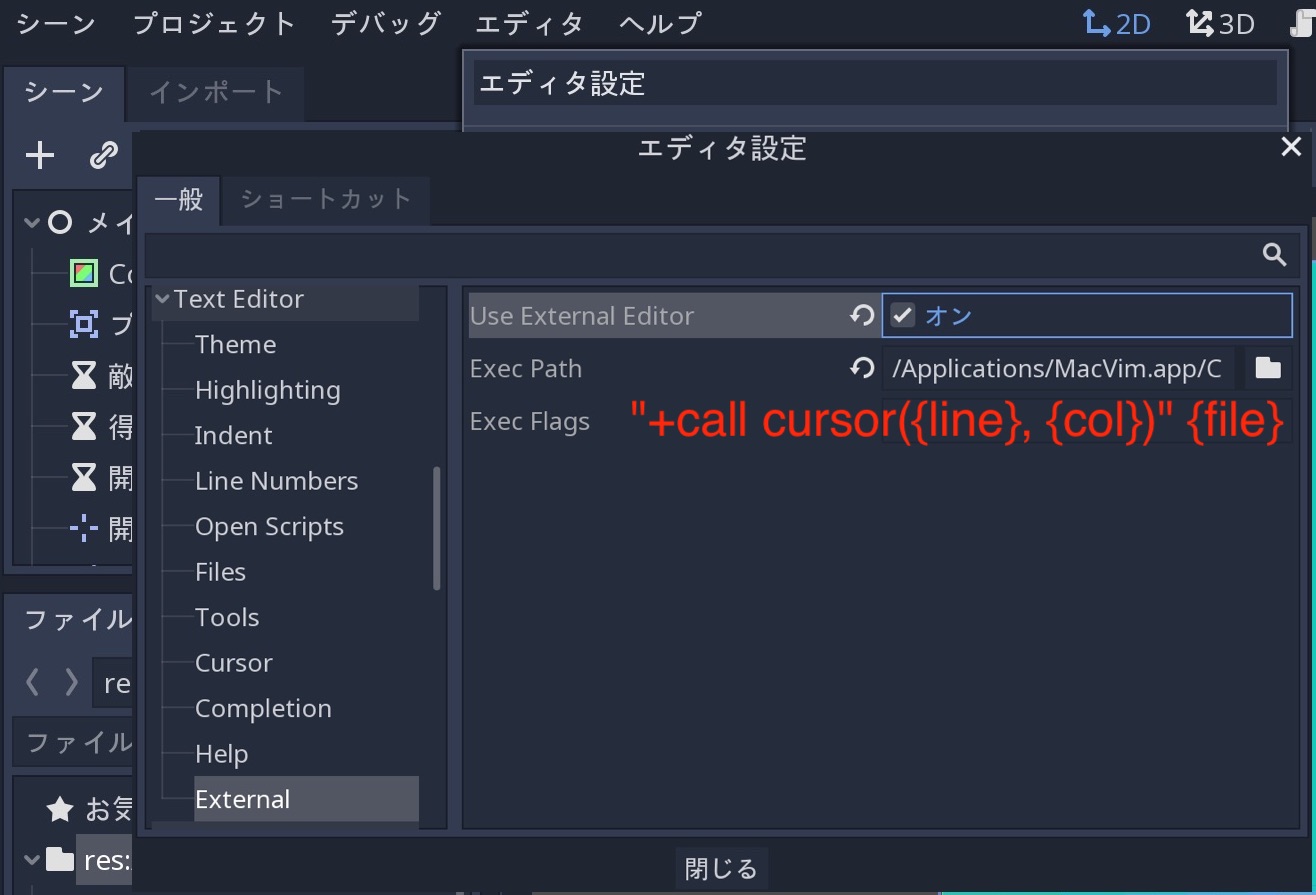 シーン プロジェクト デバッグ エディタ ヘルプ 2D 3D
エディタ設定
シーン インポート
エディタ設定
一般 ショートカット
メイ
Co
プ
敵
得
開
開
Text Editor
Theme
Highlighting
Indent
Line Numbers
Open Scripts
Files
Tools
Cursor
Completion
Help
External
Use External Editor オン
Exec Path /Applications/MacVim.app/C
Exec Flags "+call cursor({line}, {col})" {file}
ファイル
re
ファイル
お気
res:
閉じる